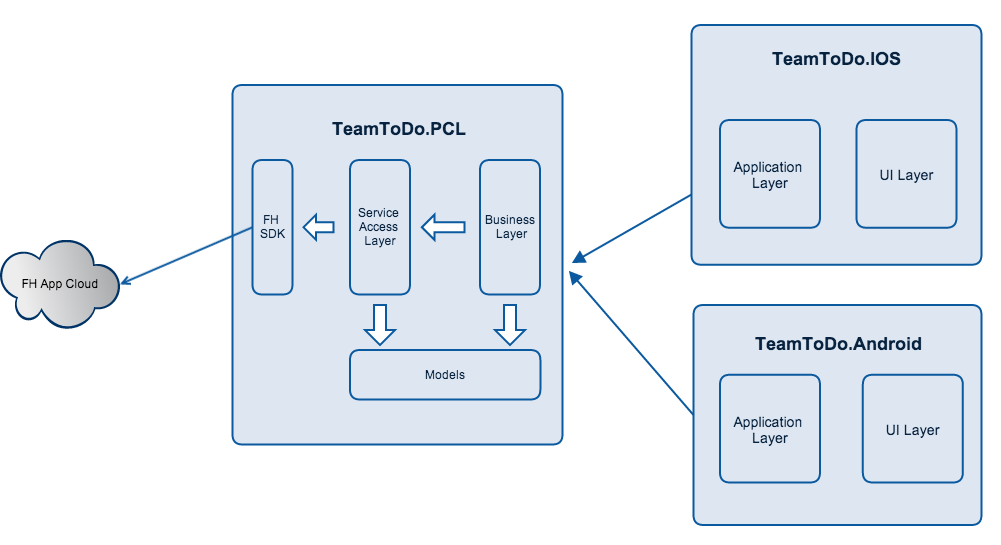 TeamToDo.PCL
FH
SDK
Service
Access
Layer
Business
Layer
Models
FH App Cloud
TeamToDo.IOS
Application
Layer
UI Layer
TeamToDo.Android
Application
Layer
UI Layer